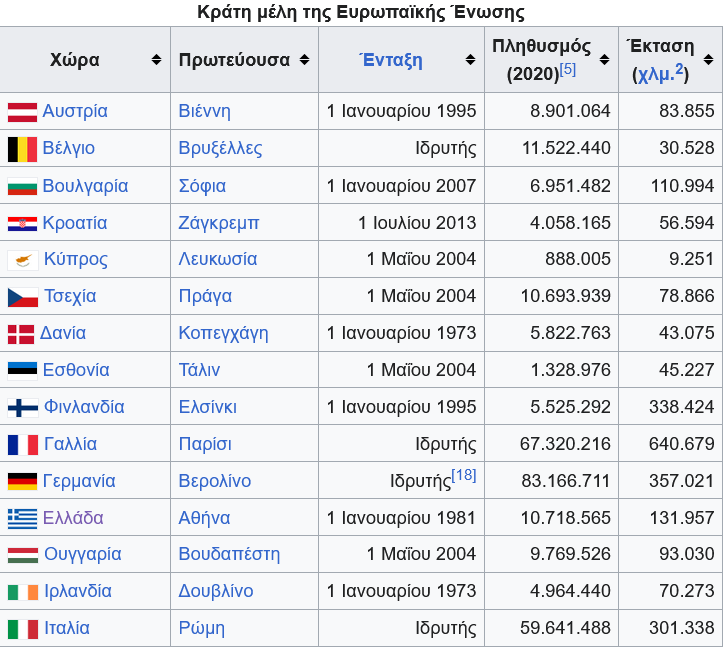 Κράτη μέλη της Ευρωπαϊκής Ένωσης
Χώρα Πρωτεύουσα Ένταξη Πληθυσμός (2020)[5] Έκταση (χλμ.2)
Αυστρία Βιέννη 1 Ιανουαρίου 1995 8.901.064 83.855
Βέλγιο Βρυξέλλες Ιδρυτής 11.522.440 30.528
Βουλγαρία Σόφια 1 Ιανουαρίου 2007 6.951.482 110.994
Κροατία Ζάγκρεμπ 1 Ιουλίου 2013 4.058.165 56.594
Κύπρος Λευκωσία 1 Μαΐου 2004 888.005 9.251
Τσεχία Πράγα 1 Μαΐου 2004 10.693.939 78.866
Δανία Κοπεγχάγη 1 Ιανουαρίου 1973 5.822.763 43.075
Εσθονία Τάλιν 1 Μαΐου 2004 1.328.976 45.227
Φινλανδία Ελσίνκι 1 Ιανουαρίου 1995 5.525.292 338.424
Γαλλία Παρίσι Ιδρυτής 67.320.216 640.679
Γερμανία Βερολίνο Ιδρυτής[18] 83.166.711 357.021
Ελλάδα Αθήνα 1 Ιανουαρίου 1981 10.718.565 131.957
Ουγγαρία Βουδαπέστη 1 Μαΐου 2004 9.769.526 93.030
Ιρλανδία Δουβλίνο 1 Ιανουαρίου 1973 4.964.440 70.273
Ιταλία Ρώμη Ιδρυτής 59.641.488 301.338